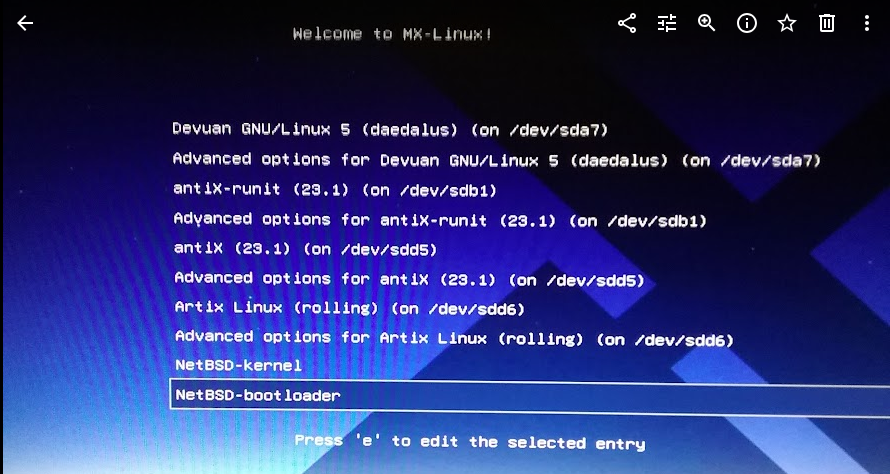 Welcome to MX-Linux!
Devuan GNU/Linux 5 (daedalus) (on /dev/sda7)
Advanced options for Devuan GNU/Linux 5 (daedalus) (on /dev/sda7)
antiX-runit (23.1) (on /dev/sdb1)
Advanced options for antiX-runit (23.1) (on /dev/sdb1)
antiX (23.1) (on /dev/sdd5)
Advanced options for antiX (23.1) (on /dev/sdd5)
Artix Linux (rolling) (on /dev/sdd6)
Advanced options for Artix Linux (rolling) (on /dev/sdd6)
NetBSD-kernel
NetBSD-bootloader
Press 'e' to edit the selected entry